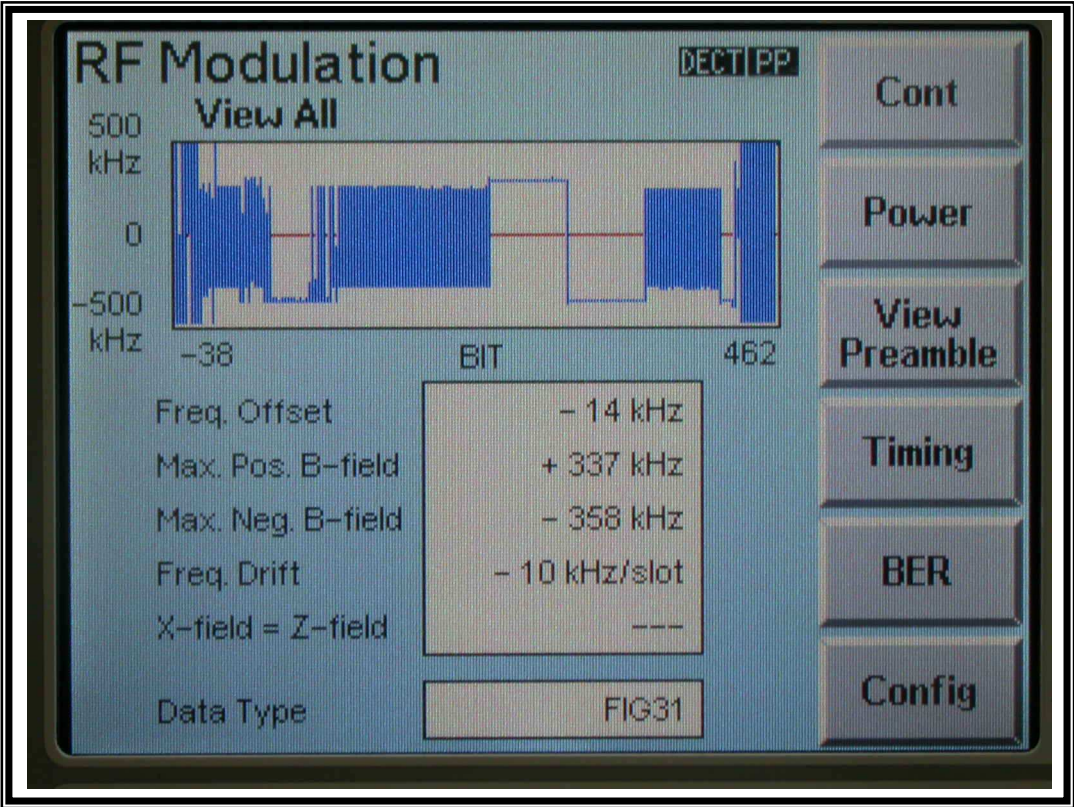 RF Modulation
DECT PP
View All
500
kHz
0
-500
kHz
-38 BIT 462
Freq. Offset - 14 kHz
Max. Pos. B-field + 337 kHz
Max. Neg. B-field - 358 kHz
Freq. Drift - 10 kHz/slot
X-field = Z-field ---
Data Type FIG31
Cont
Power
View
Preamble
Timing
BER
Config